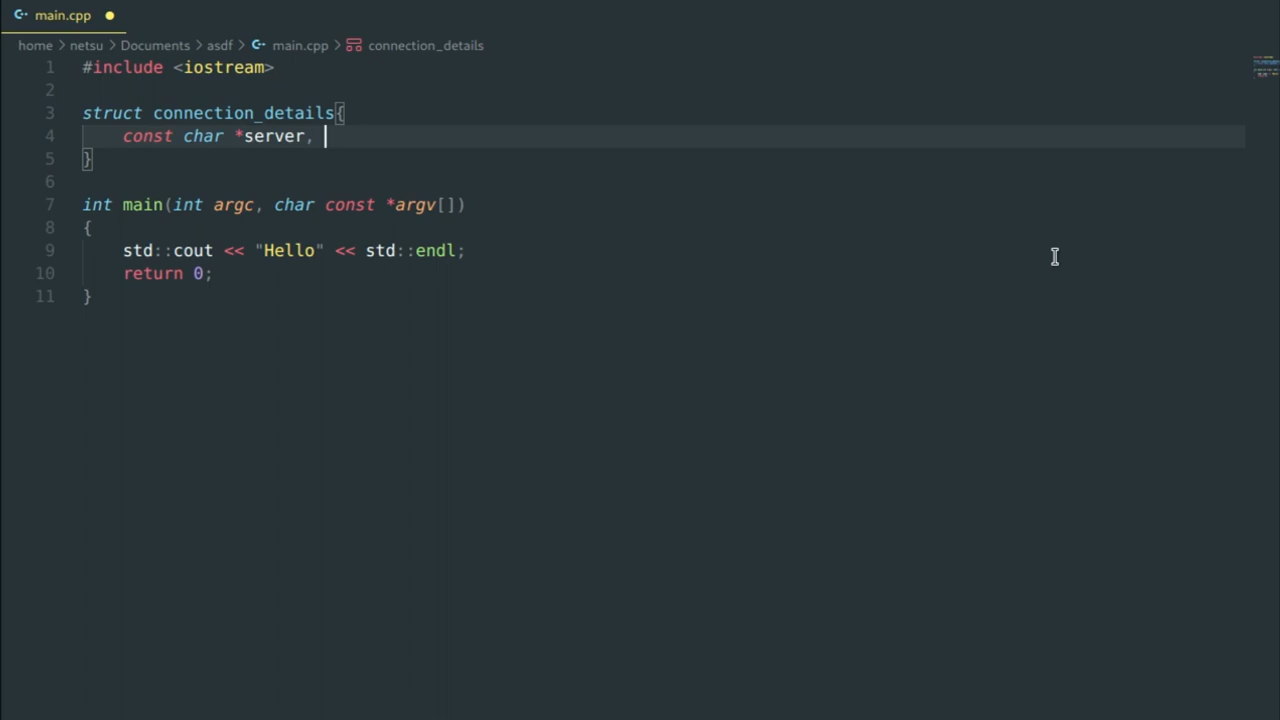 main.cpp
home > netsu > Documents > asdf > main.cpp > connection_details
1 #include <iostream>
2
3 struct connection_details{
4     const char *server,
5 }
6
7 int main(int argc, char const *argv[])
8 {
9     std::cout << "Hello" << std::endl;
10     return 0;
11 }